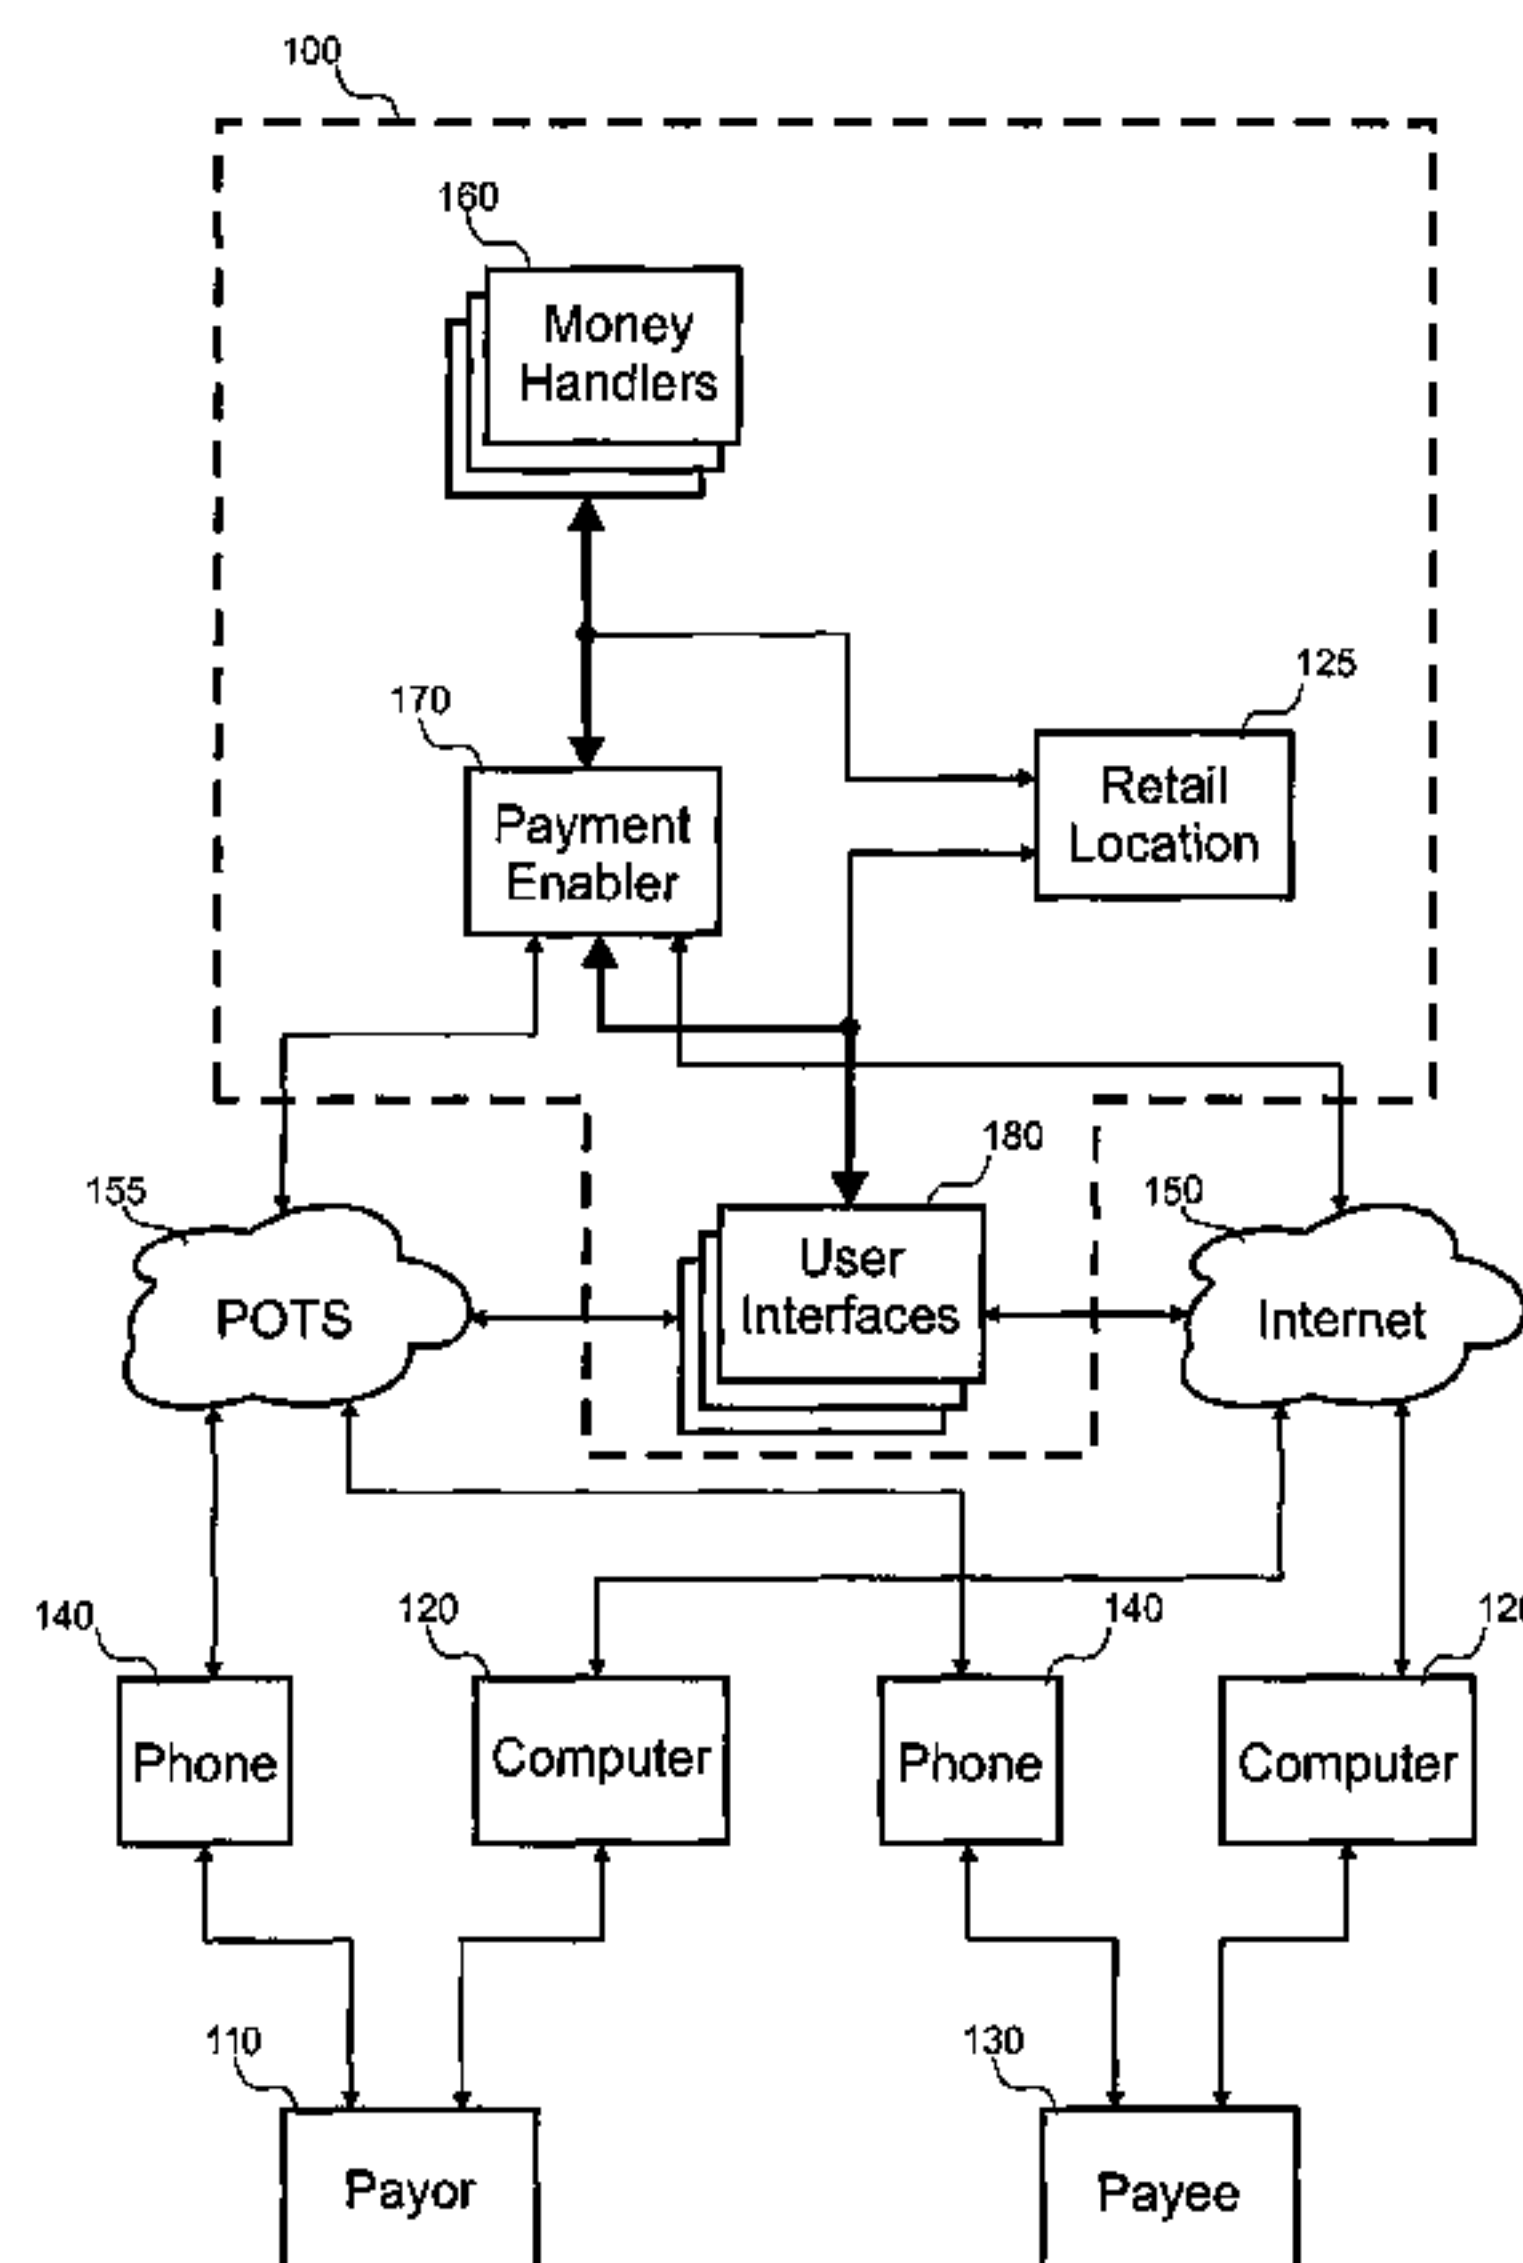 100
160
Money
Handlers
125
170
Retail
Location
Payment
Enabler
180
155
150
User
Interfaces
POTS
Internet
140
120
140
120
Phone
Computer
Phone
Computer
110
130
Payor
Payee